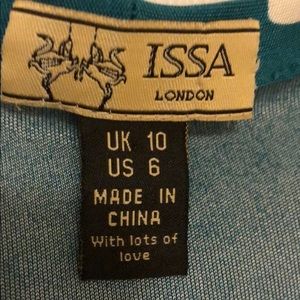 ISSA
LONDON
UK 10
US 6
MADE IN
CHINA
With lots of
love